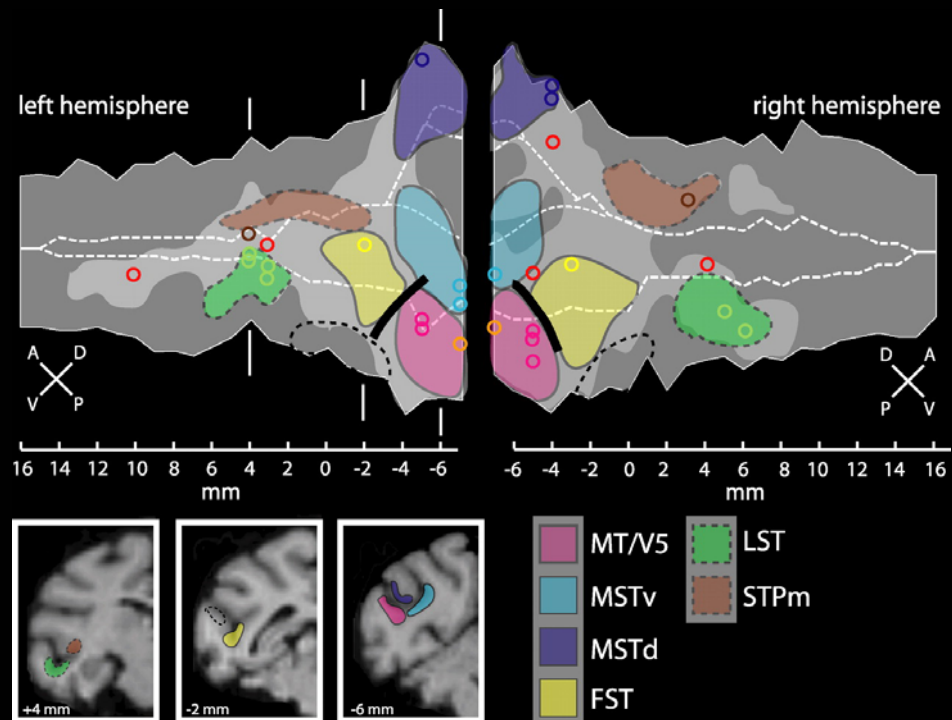 left hemisphere
right hemisphere
A D
V P
D A
P V
16 14 12 10 8 6 4 2 0 -2 -4 -6
mm
-6 -4 -2 0 2 4 6 8 10 12 14 16
mm
+4 mm
-2 mm
-6 mm
MT/V5
MSTv
MSTd
FST
LST
STPm